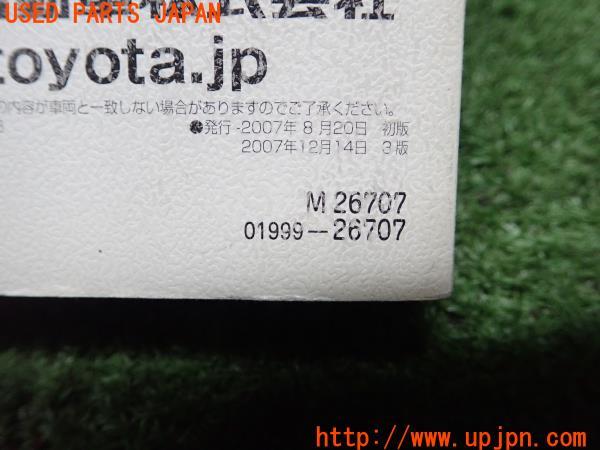 USED PARTS JAPAN
式会社
toyota.jp
の内容が車両と一致しない場合がありますのでご了承ください。
●発行-2007年 8月20日 初版
2007年12月14日 3版
M 26707
01999-26707
http://www.upjpn.com/